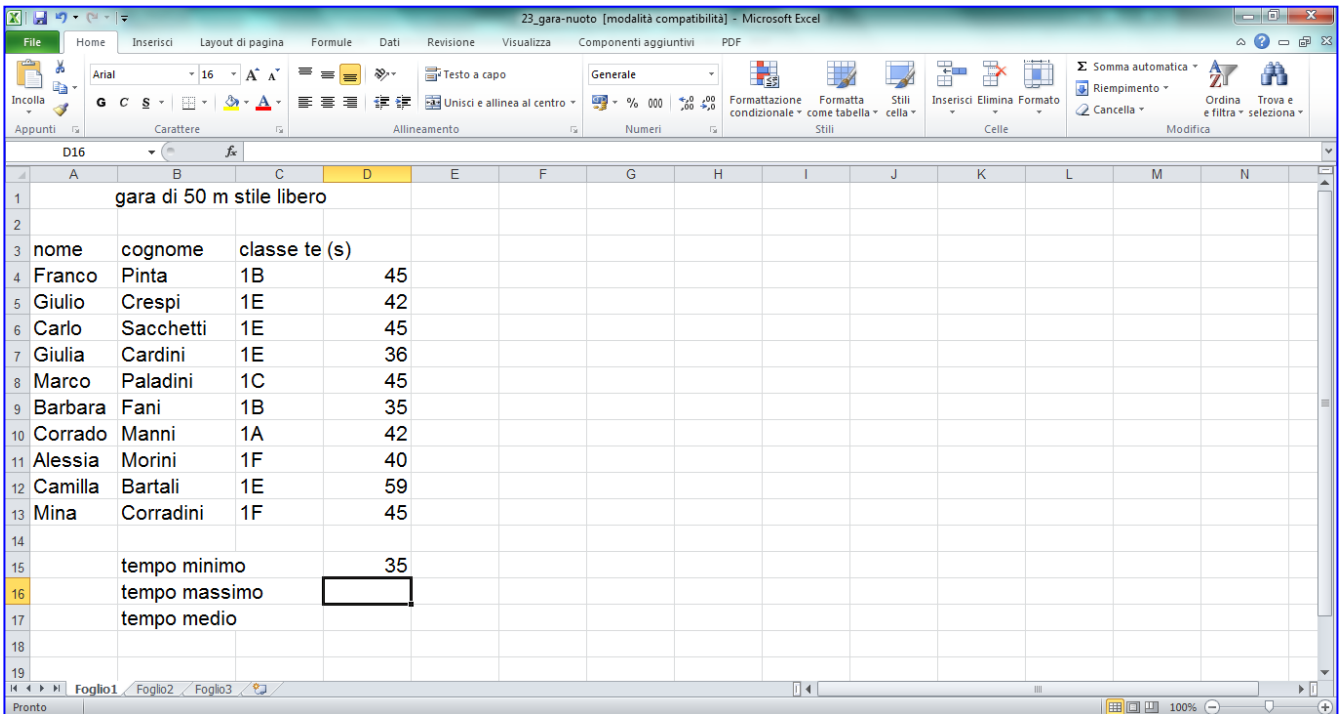 23_gara-nuoto [modalità compatibilità] - Microsoft Excel
File Home Inserisci Layout di pagina Formule Dati Revisione Visualizza Componenti aggiuntivi PDF
Incolla
Appunti
Arial 16 A A
G C S A
Carattere
Testo a capo
Unisci e allinea al centro
Allineamento
Generale
% 000 ,00 ,00
Numeri
Formattazione condizionale
Formatta come tabella
Stili cella
Stili
Inserisci Elimina Formato
Celle
Σ Somma automatica
Riempimento
Cancella
Ordina e filtra
Trova e seleziona
Modifica
D16 fx
A B C D E F G H I J K L M N
1 gara di 50 m stile libero
2
3 nome cognome classe te (s)
4 Franco Pinta 1B 45
5 Giulio Crespi 1E 42
6 Carlo Sacchetti 1E 45
7 Giulia Cardini 1E 36
8 Marco Paladini 1C 45
9 Barbara Fani 1B 35
10 Corrado Manni 1A 42
11 Alessia Morini 1F 40
12 Camilla Bartali 1E 59
13 Mina Corradini 1F 45
14
15 tempo minimo 35
16 tempo massimo
17 tempo medio
18
19
Foglio1 Foglio2 Foglio3
Pronto 100%